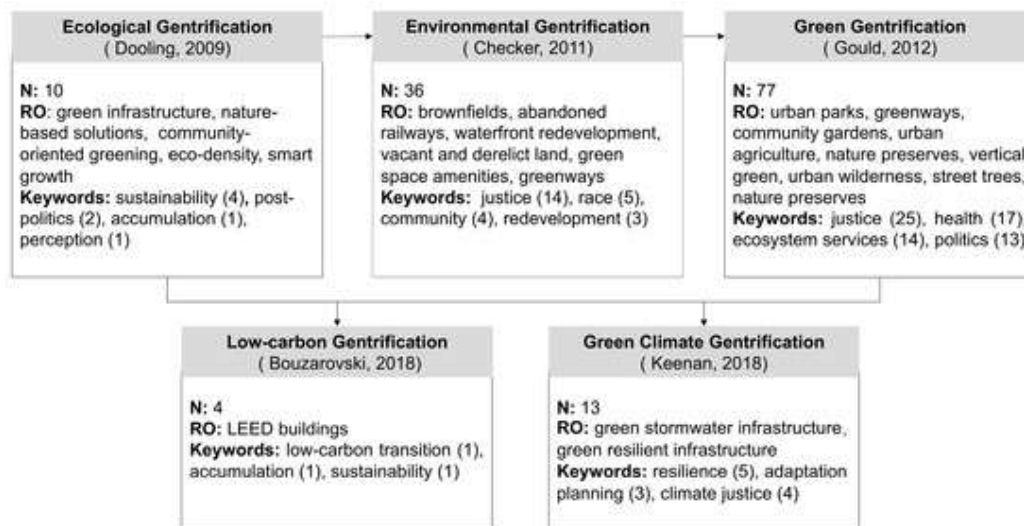 Ecological Gentrification
( Dooling, 2009)
N: 10
RO: green infrastructure, nature-
based solutions, community-
oriented greening, eco-density, smart
growth
Keywords: sustainability (4), post-
politics (2), accumulation (1),
perception (1)
Environmental Gentrification
( Checker, 2011)
N: 36
RO: brownfields, abandoned
railways, waterfront redevelopment,
vacant and derelict land, green
space amenities, greenways
Keywords: justice (14), race (5),
community (4), redevelopment (3)
Green Gentrification
( Gould, 2012)
N: 77
RO: urban parks, greenways,
community gardens, urban
agriculture, nature preserves, vertical
green, urban wilderness, street trees,
nature preserves
Keywords: justice (25), health (17)
ecosystem services (14), politics (13)
Low-carbon Gentrification
( Bouzarovski, 2018)
N: 4
RO: LEED buildings
Keywords: low-carbon transition (1),
accumulation (1), sustainability (1)
Green Climate Gentrification
( Keenan, 2018)
N: 13
RO: green stormwater infrastructure,
green resilient infrastructure
Keywords: resilience (5), adaptation
planning (3), climate justice (4)